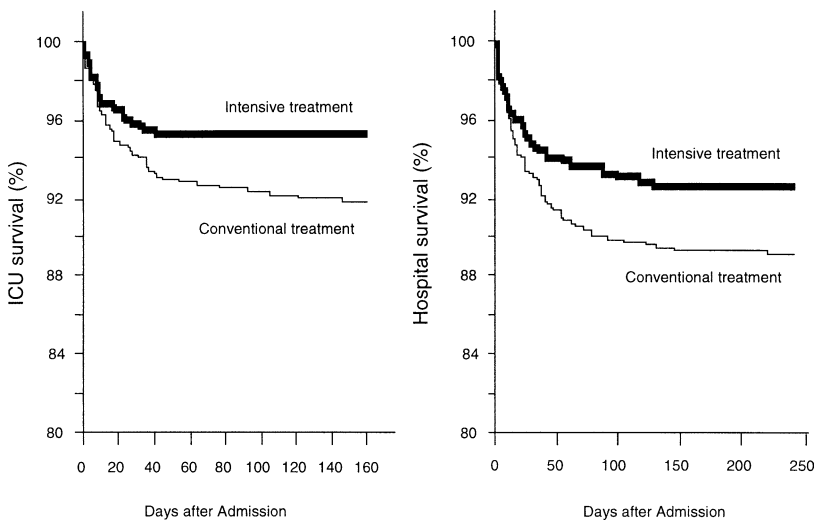 ICU survival (%)
100
96
92
88
84
80
Intensive treatment
Conventional treatment
0 20 40 60 80 100 120 140 160
Days after Admission
Hospital survival (%)
100
96
92
88
84
80
Intensive treatment
Conventional treatment
0 50 100 150 200 250
Days after Admission